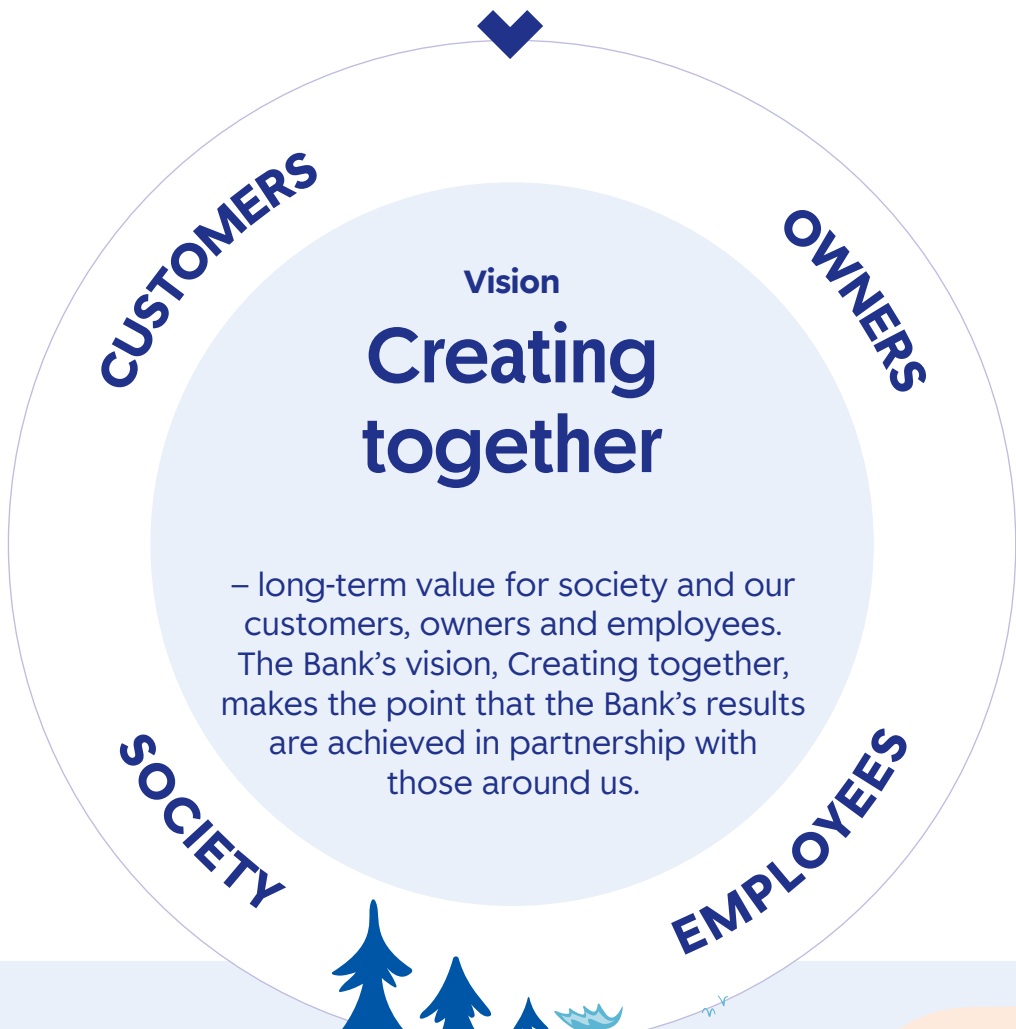 CUSTOMERS
OWNERS
Vision
Creating
together
– long-term value for society and our
customers, owners and employees.
The Bank’s vision, Creating together,
makes the point that the Bank’s results
are achieved in partnership with
those around us.
SOCIETY
EMPLOYEES